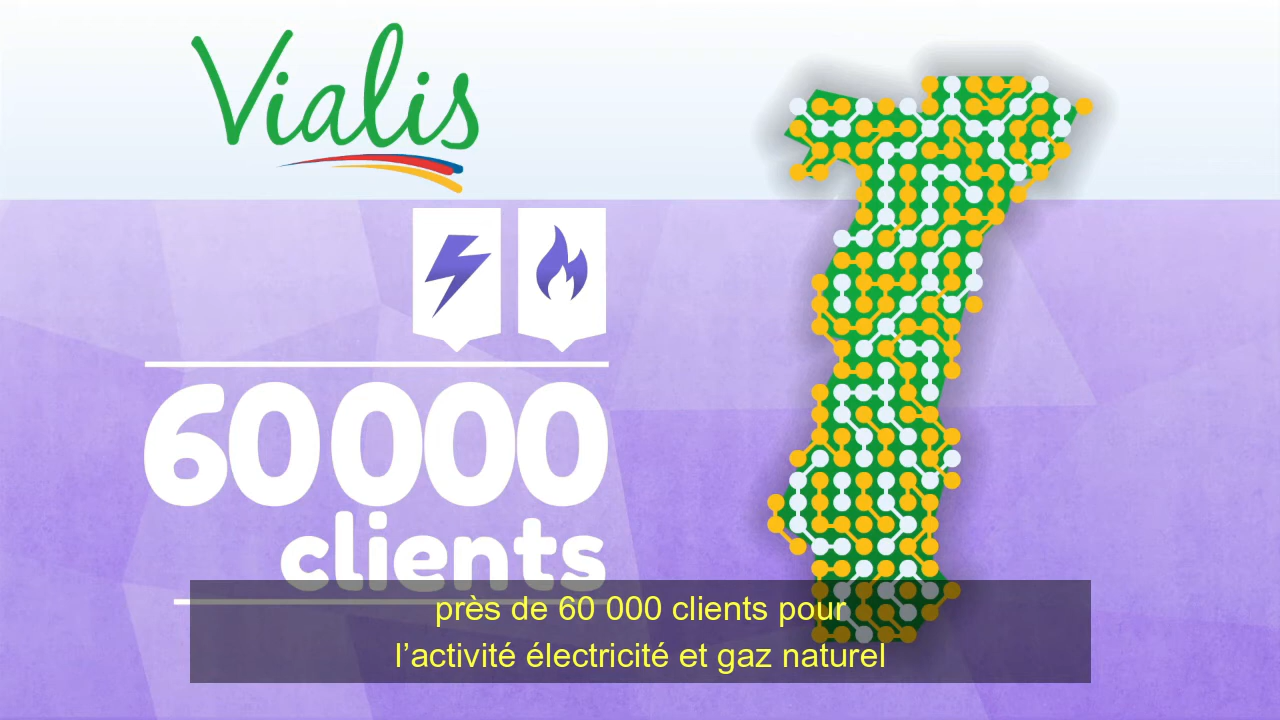 Vialis
60000
clients
près de 60 000 clients pour
l’activité électricité et gaz naturel